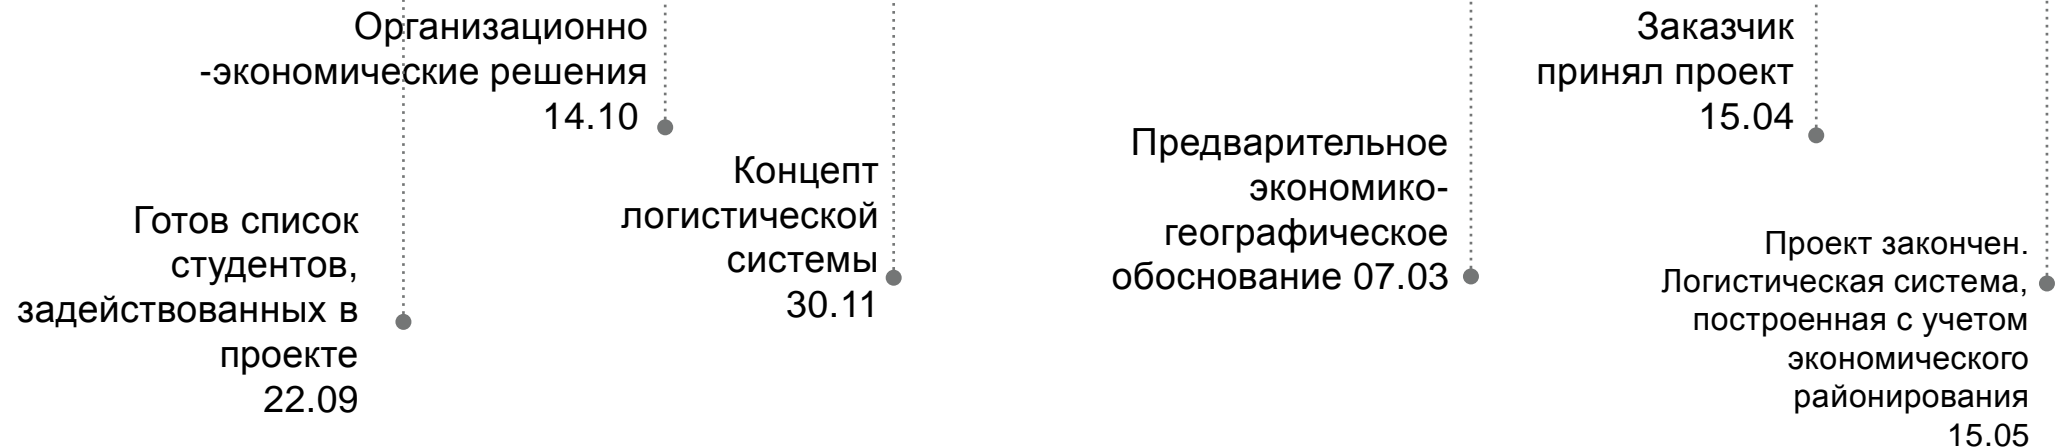 Организационно
-экономические решения
14.10
Готов список
студентов,
задействованных в
проекте
22.09
Концепт
логистической
системы
30.11
Предварительное
экономико-
географическое
обоснование 07.03
Заказчик
принял проект
15.04
Проект закончен.
Логистическая система,
построенная с учетом
экономического
районирования
15.05